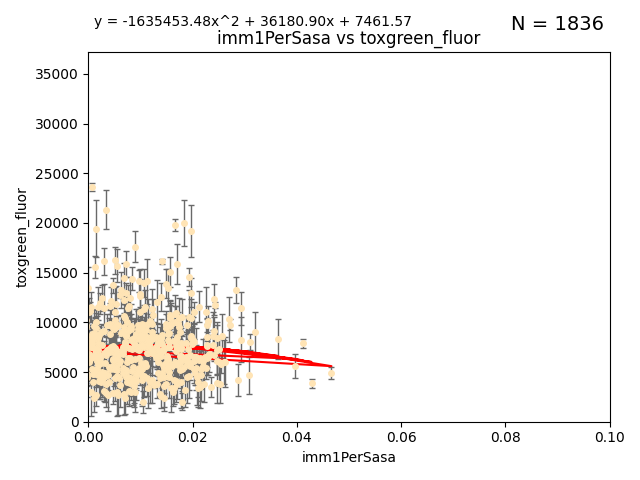 y = -1635453.48x^2 + 36180.90x + 7461.57
N = 1836
imm1PerSasa vs toxgreen_fluor
35000
30000
25000
20000
15000
10000
5000
0
toxgreen_fluor
0.00 0.02 0.04 0.06 0.08 0.10
imm1PerSasa